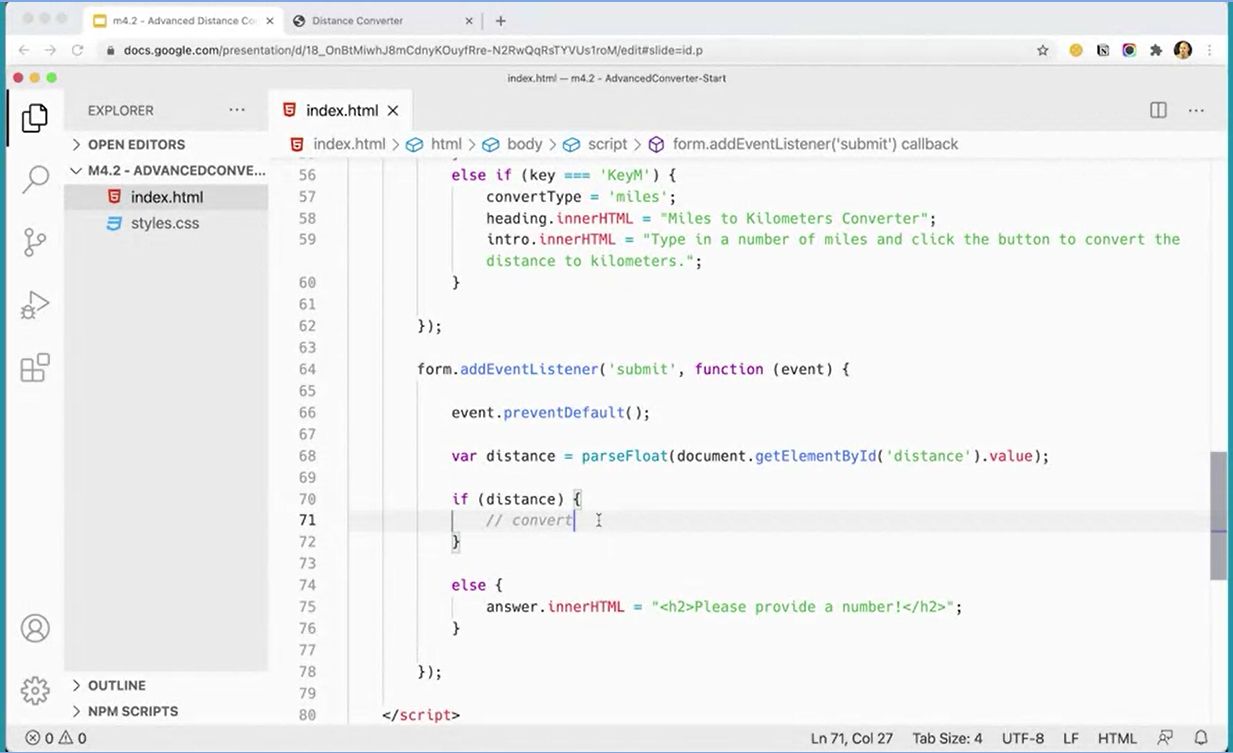 m4.2 - Advanced Distance Co
Distance Converter
docs.google.com/presentation/d/18_OnBtMiwhJ8mCdnyKOuyfRre-N2RwQqRsTYVUs1roM/edit#slide=id.p
index.html — m4.2 - AdvancedConverter-Start
EXPLORER
index.html
OPEN EDITORS
index.html > html > body > script > form.addEventListener('submit') callback
M4.2 - ADVANCEDCONVE...
index.html
styles.css
56 else if (key === 'KeyM') {
57 convertType = 'miles';
58 heading.innerHTML = "Miles to Kilometers Converter";
59 intro.innerHTML = "Type in a number of miles and click the button to convert the
distance to kilometers.";
60 }
61
62 });
63
64 form.addEventListener('submit', function (event) {
65
66 event.preventDefault();
67
68 var distance = parseFloat(document.getElementById('distance').value);
69
70 if (distance) {
71 // convert
72 }
73
74 else {
75 answer.innerHTML = "<h2>Please provide a number!</h2>";
76 }
77
78 });
79
80 </script>
OUTLINE
NPM SCRIPTS
0 0
Ln 71, Col 27
Tab Size: 4
UTF-8
LF
HTML